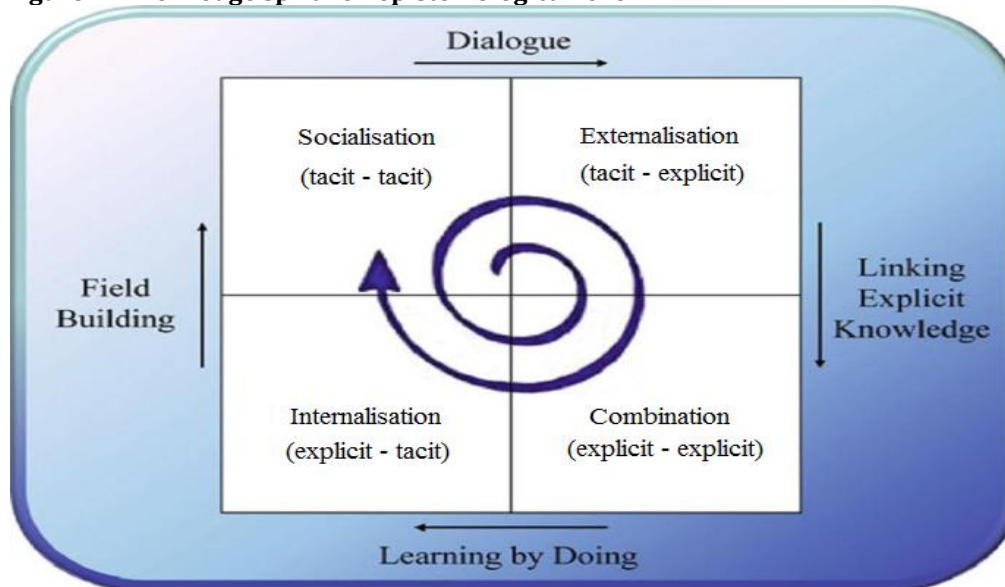 Dialogue
Socialisation
(tacit - tacit)
Externalisation
(tacit - explicit)
Field
Building
Linking
Explicit
Knowledge
Internalisation
(explicit - tacit)
Combination
(explicit - explicit)
Learning by Doing